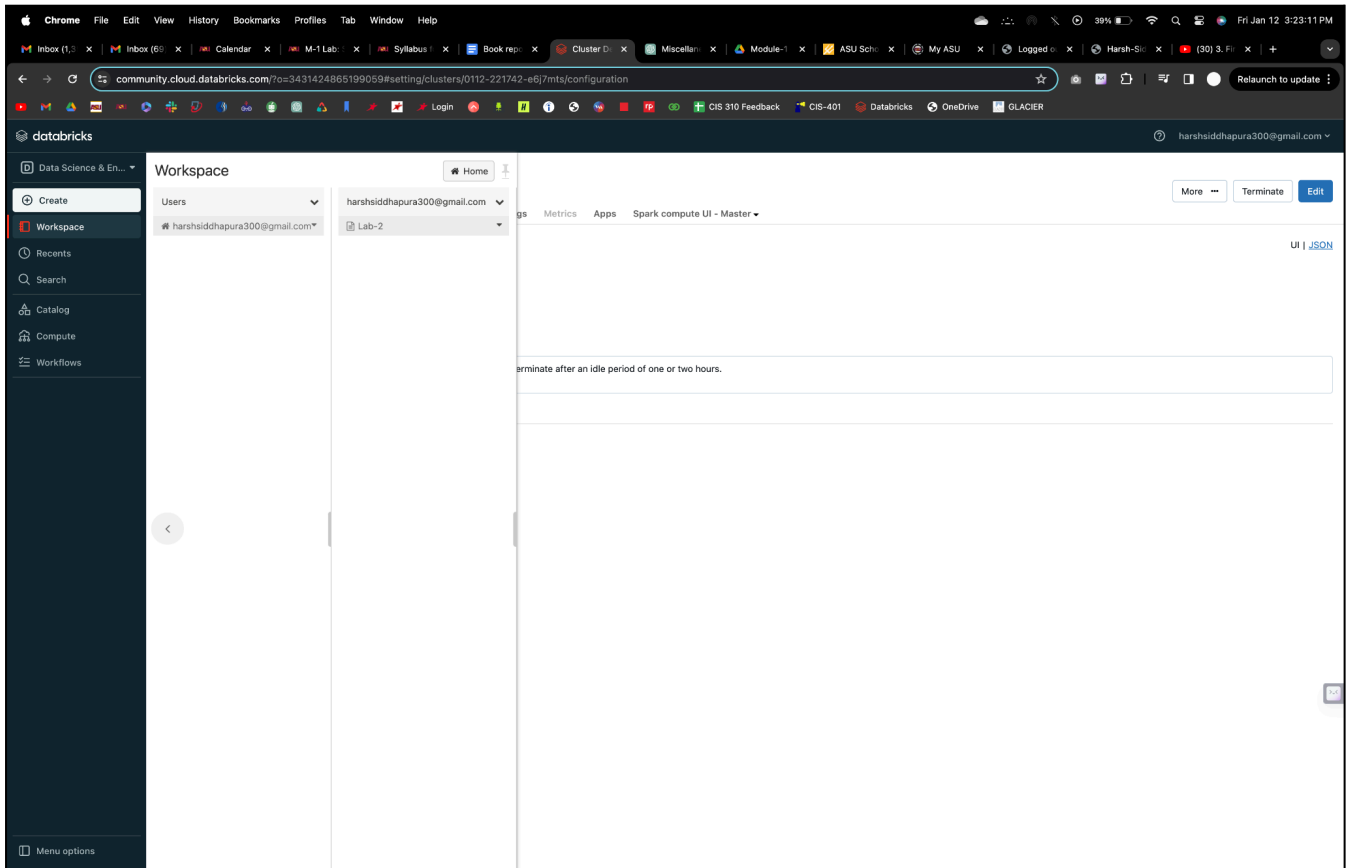 Chrome File Edit View History Bookmarks Profiles Tab Window Help 39% Fri Jan 12 3:23:11 PM
Inbox (1,3 Inbox (69 Calendar M-1 Lab: Syllabus Book repo Cluster De Miscellan Module-1 ASU Scho My ASU Logged o Harsh-Sid (30) 3. Fi
community.cloud.databricks.com/?o=3431424865199059#setting/clusters/0112-221742-e6j7mts/configuration Relaunch to update
Login CIS 310 Feedback CIS-401 Databricks OneDrive GLACIER
databricks harshsiddhapura300@gmail.com
Data Science & En... Workspace Home
More Terminate Edit
Create Users harshsiddhapura300@gmail.com
gs Metrics Apps Spark compute UI - Master
Workspace harshsiddhapura300@gmail.com Lab-2
UI | JSON
Recents
Search
Catalog
Compute
Workflows
erminate after an idle period of one or two hours.
Menu options